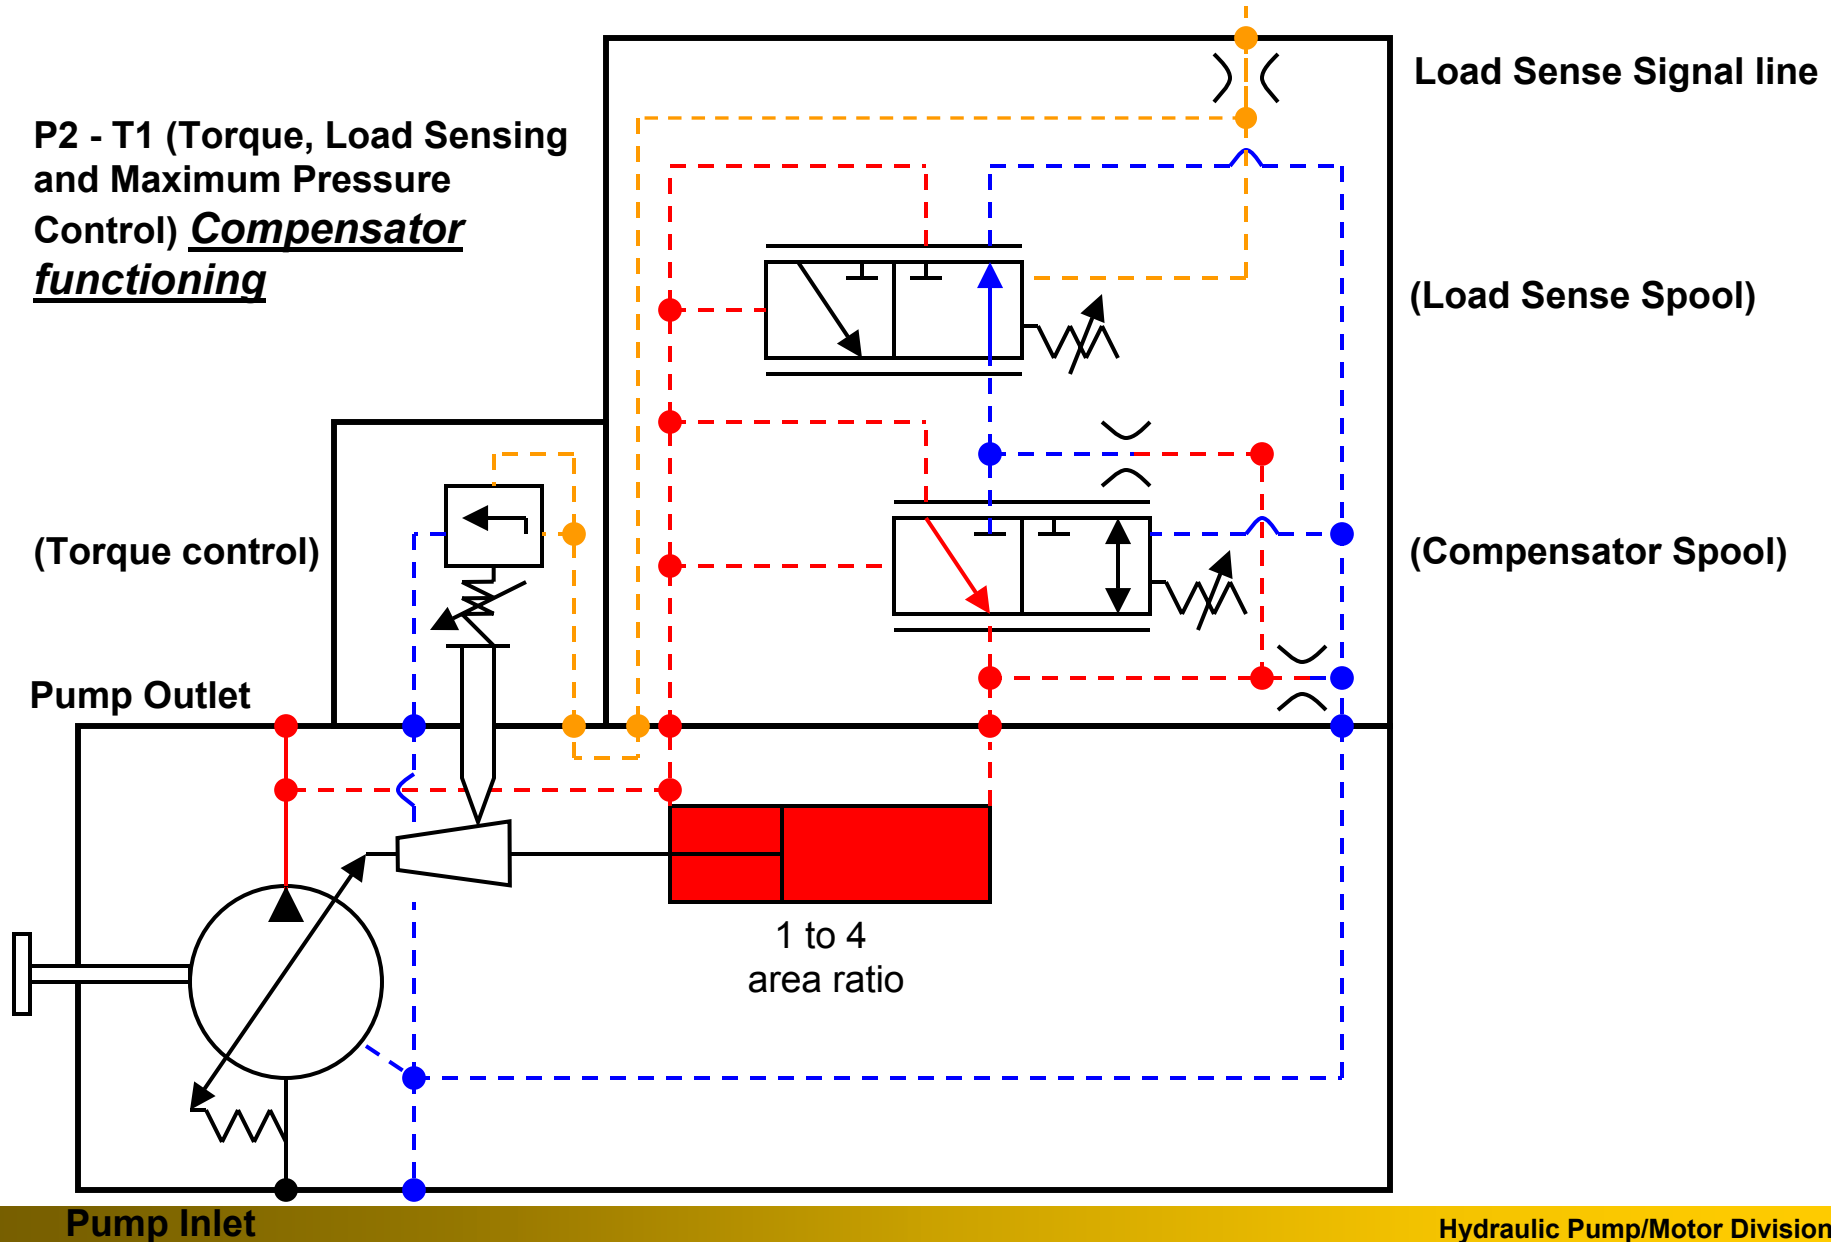 Load Sense Signal line
P2 - T1 (Torque, Load Sensing
and Maximum Pressure
Control) Compensator
functioning
(Load Sense Spool)
(Torque control)
(Compensator Spool)
Pump Outlet
1 to 4
area ratio
Pump Inlet
Hydraulic Pump/Motor Division